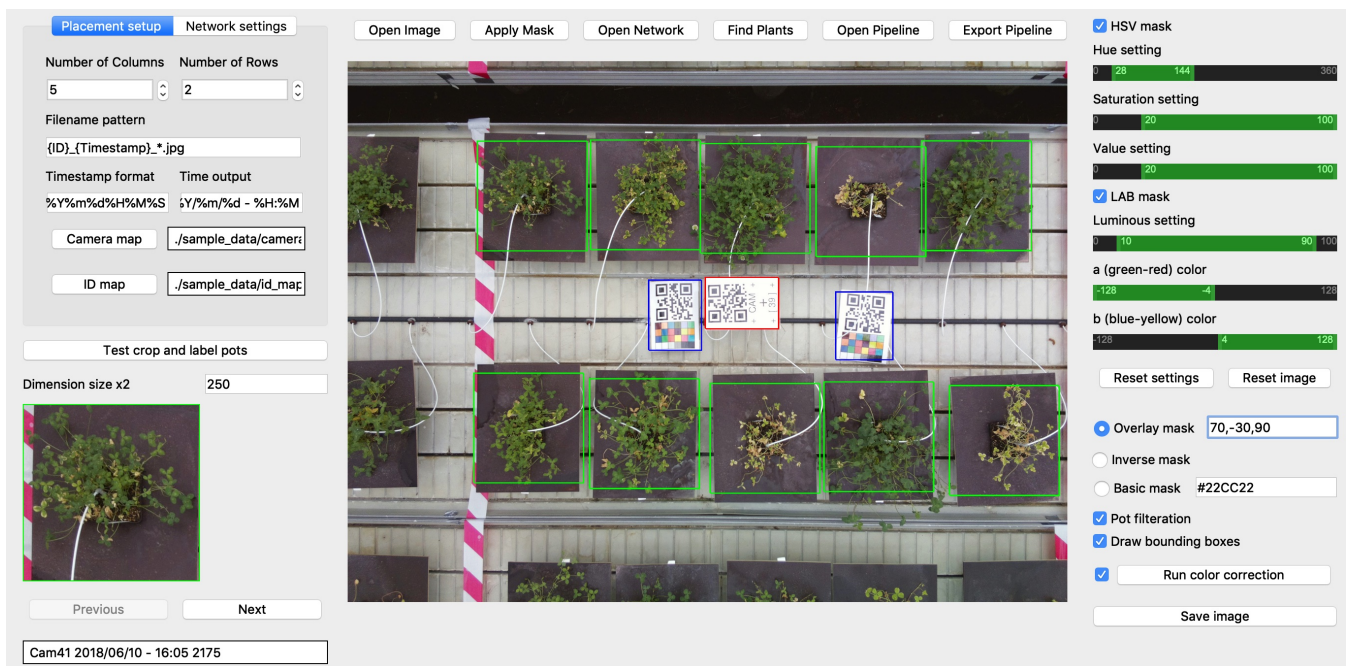 Placement setup
Network settings
Number of Columns
Number of Rows
5
2
Filename pattern
{ID}_{Timestamp}_*.jpg
Timestamp format
Time output
%Y%m%d%H%M%S
%Y/%m/%d - %H:%M
Camera map
./sample_data/camera
ID map
./sample_data/id_map
Test crop and label pots
Dimension size x2
250
Previous
Next
Cam41 2018/06/10 - 16:05 2175
Open Image
Apply Mask
Open Network
Find Plants
Open Pipeline
Export Pipeline
+ CAM +
+
+ 39 |
HSV mask
Hue setting
0 28 144 360
Saturation setting
0 20 100
Value setting
0 20 100
LAB mask
Luminous setting
0 10 90 100
a (green-red) color
-128 -4 128
b (blue-yellow) color
-128 4 128
Reset settings
Reset image
Overlay mask
70,-30,90
Inverse mask
Basic mask
#22CC22
Pot filteration
Draw bounding boxes
Run color correction
Save image